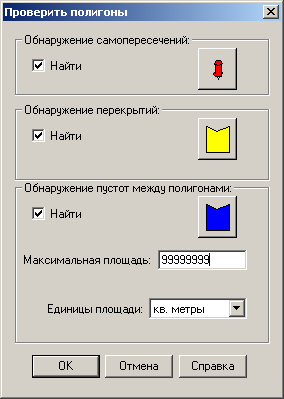 Проверить полигоны
Обнаружение самопересечений:
Найти
Обнаружение перекрытий:
Найти
Обнаружение пустот между полигонами:
Найти
Максимальная площадь: 99999999
Единицы площади: кв. метры
OK Отмена Справка